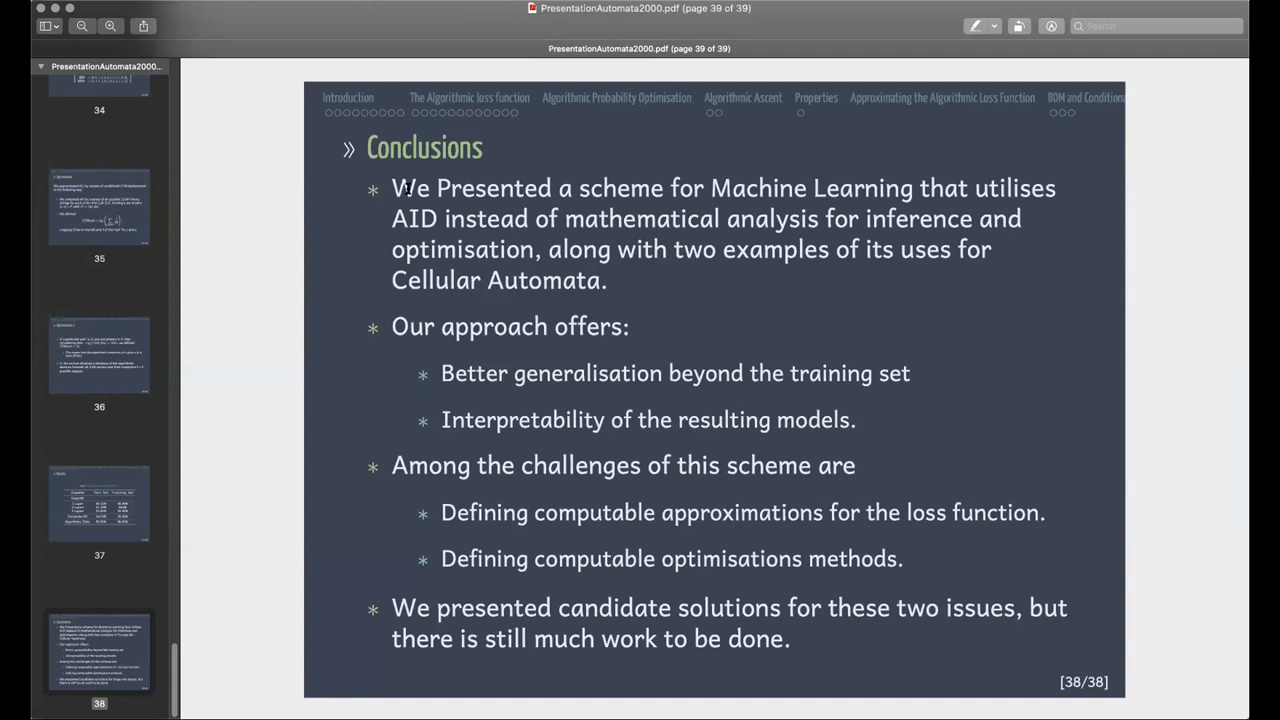 PresentationAutomata2000.pdf (page 39 of 39)
Search
PresentationAutomata2000.pdf (page 39 of 39)
PresentationAutomata2000...
34
35
36
37
38
Introduction The Algorithmic loss function Algorithmic Probability Optimisation Algorithmic Ascent Properties Approximating the Algorithmic Loss Function BDM and Conditiona
» Conclusions
* We Presented a scheme for Machine Learning that utilises
AID instead of mathematical analysis for inference and
optimisation, along with two examples of its uses for
Cellular Automata.
* Our approach offers:
* Better generalisation beyond the training set
* Interpretability of the resulting models.
* Among the challenges of this scheme are
* Defining computable approximations for the loss function.
* Defining computable optimisations methods.
* We presented candidate solutions for these two issues, but
there is still much work to be done.
[38/38]